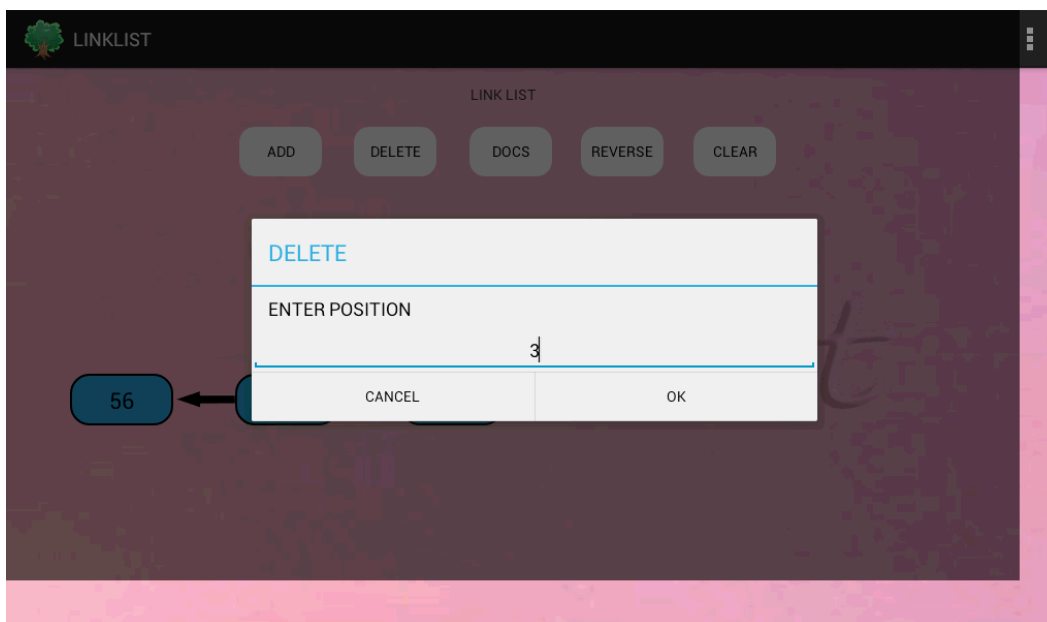 LINKLIST
LINK LIST
ADD DELETE DOCS REVERSE CLEAR
DELETE
ENTER POSITION
3
CANCEL OK
56